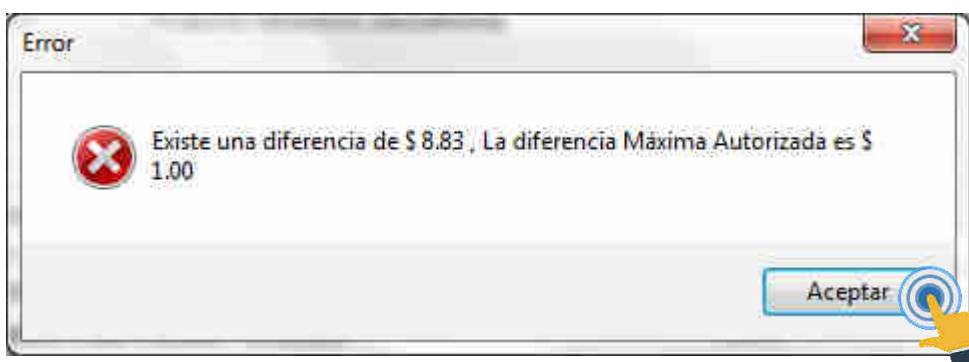 Error
Existe una diferencia de $ 8.83 , La diferencia Máxima Autorizada es $
1.00
Aceptar